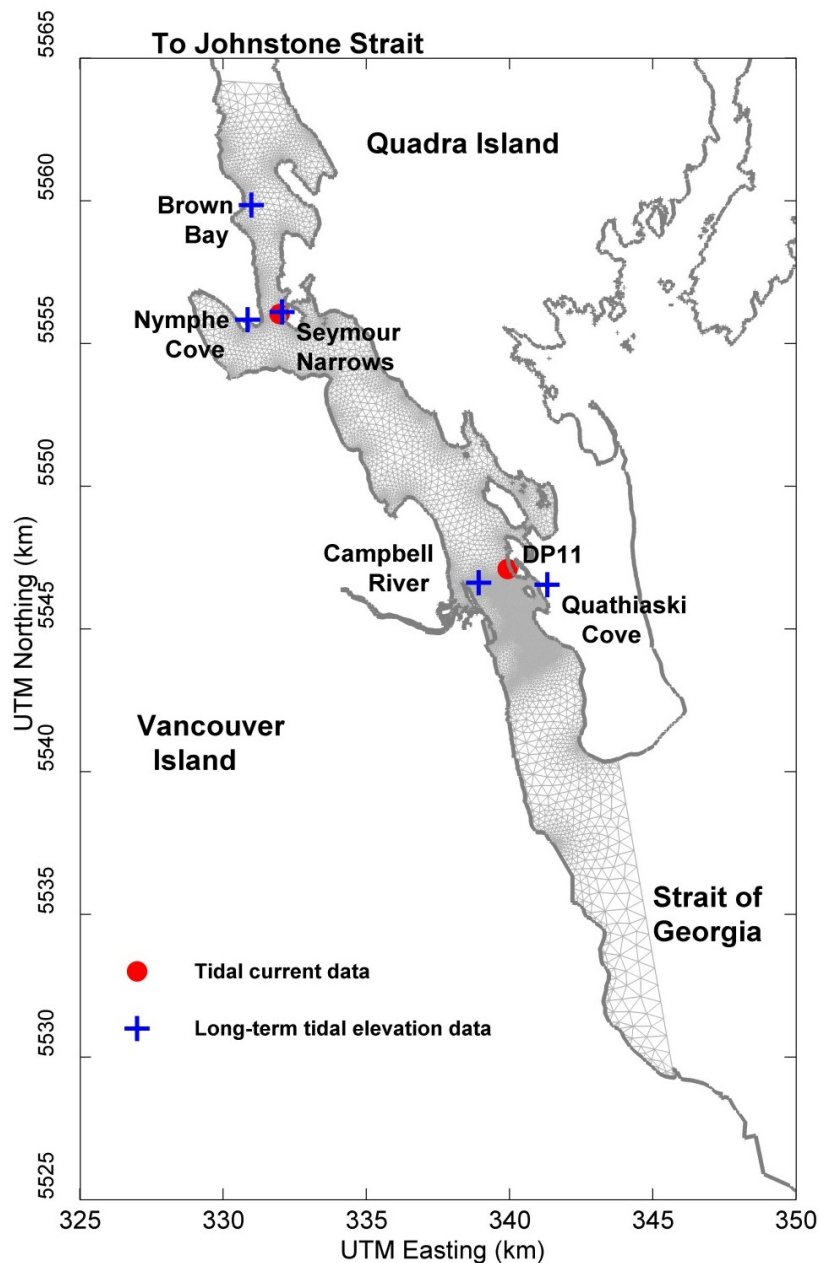 To Johnstone Strait
Quadra Island
Brown
Bay
Nymphe
Cove
Seymour
Narrows
Campbell
River
DP11
Quathiaski
Cove
Vancouver
Island
Strait of
Georgia
Tidal current data
Long-term tidal elevation data
UTM Northing (km)
5565
5560
5555
5550
5545
5540
5535
5530
5525
325
330
335
340
345
350
UTM Easting (km)